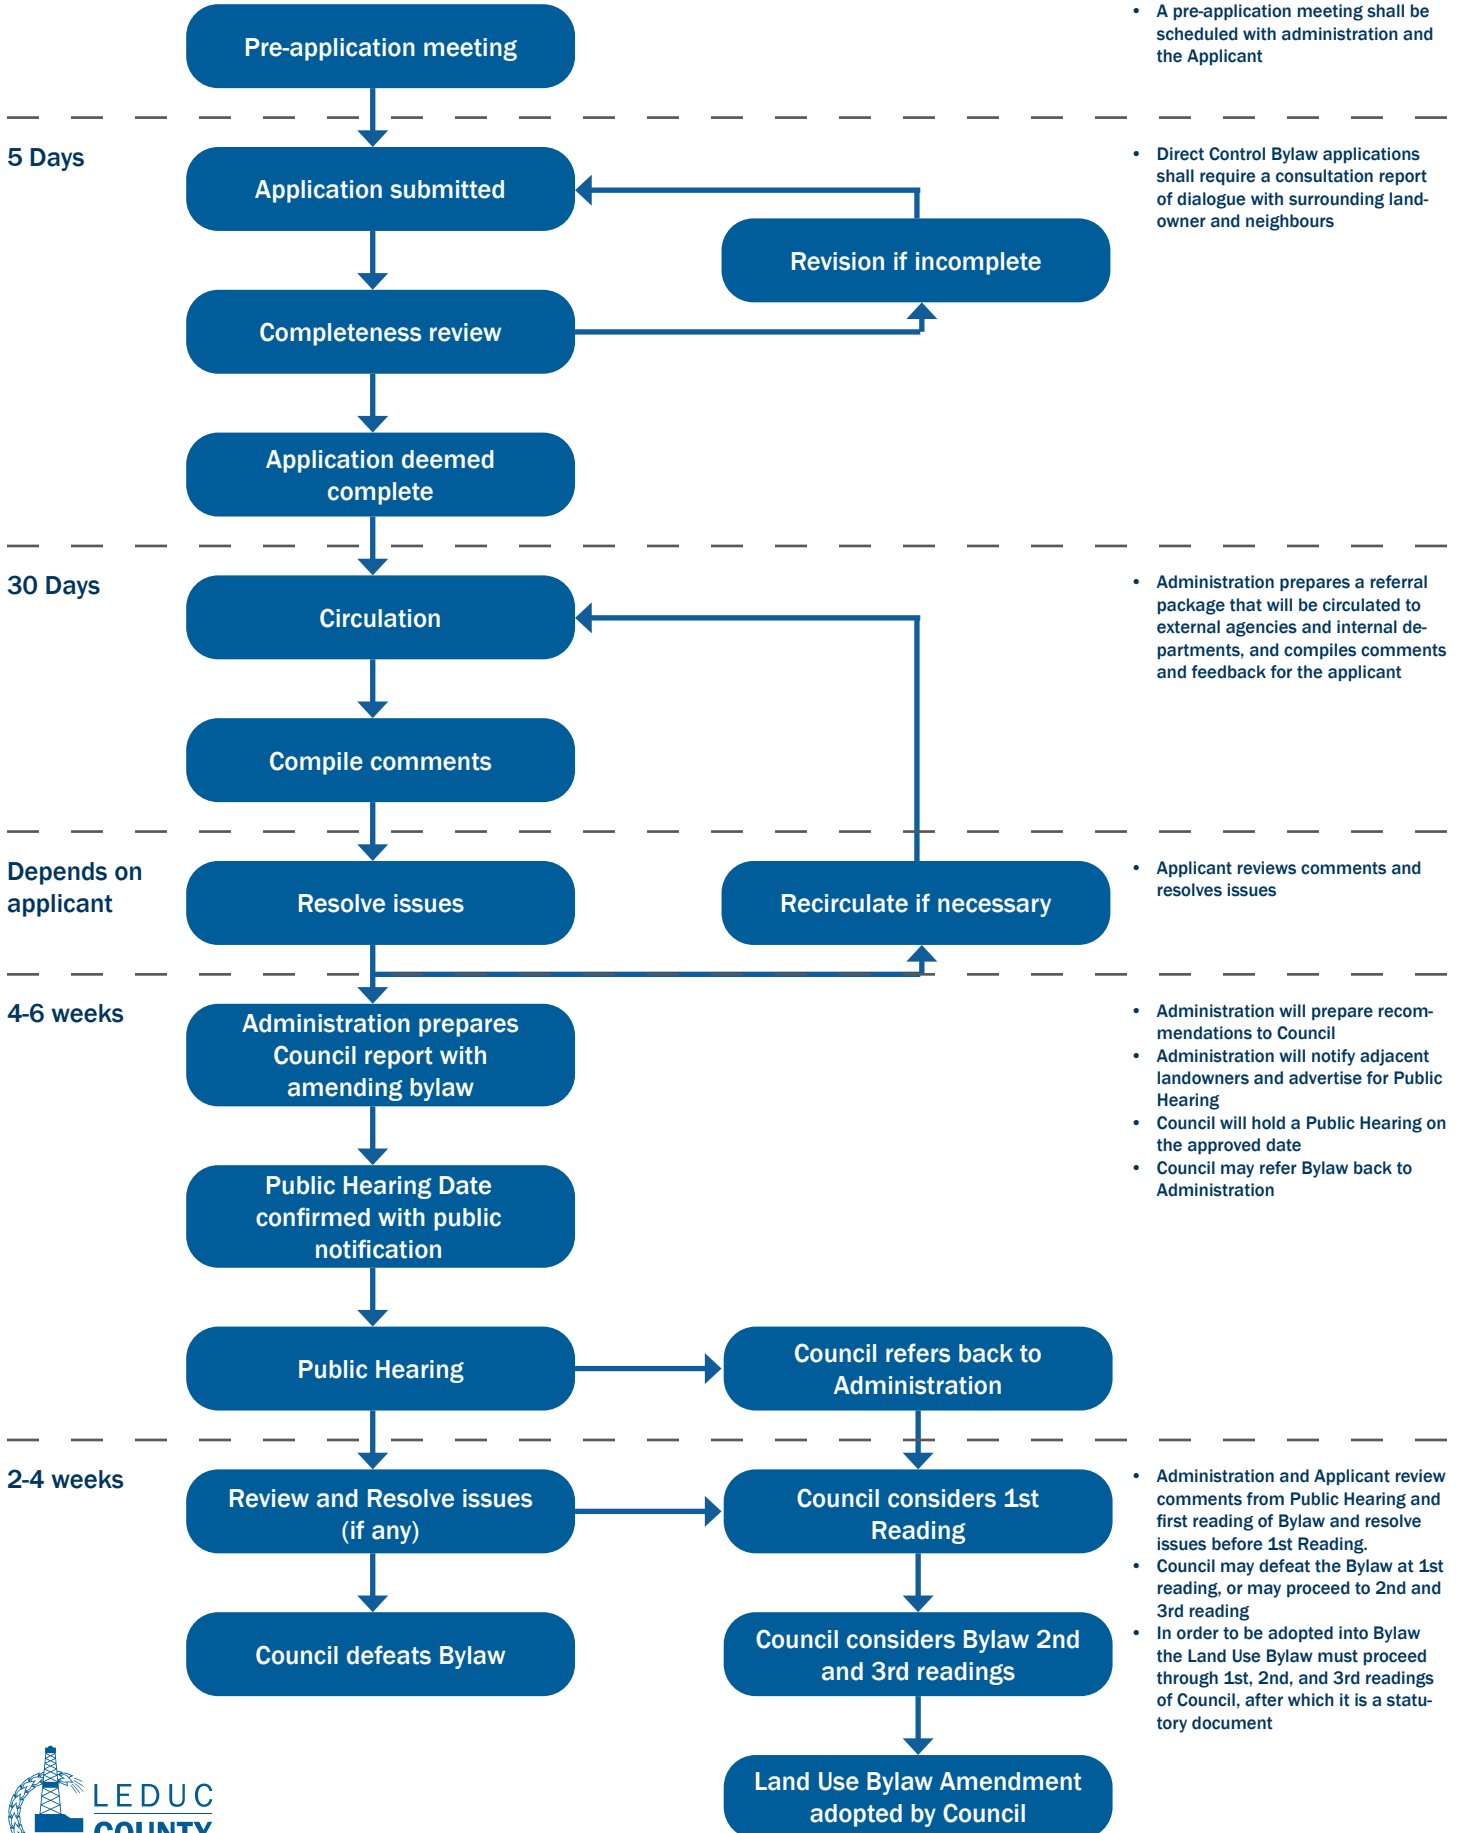 Pre-application meeting
• A pre-application meeting shall be
scheduled with administration and
the Applicant
5 Days
Application submitted
Revision if incomplete
Completeness review
Application deemed
complete
• Direct Control Bylaw applications
shall require a consultation report
of dialogue with surrounding land-
owner and neighbours
30 Days
Circulation
Compile comments
• Administration prepares a referral
package that will be circulated to
external agencies and internal de-
partments, and compiles comments
and feedback for the applicant
Depends on
applicant
Resolve issues
Recirculate if necessary
• Applicant reviews comments and
resolves issues
4-6 weeks
Administration prepares
Council report with
amending bylaw
Public Hearing Date
confirmed with public
notification
Public Hearing
Council refers back to
Administration
• Administration will prepare recom-
mendations to Council
• Administration will notify adjacent
landowners and advertise for Public
Hearing
• Council will hold a Public Hearing on
the approved date
• Council may refer Bylaw back to
Administration
2-4 weeks
Review and Resolve issues
(if any)
Council considers 1st
Reading
Council defeats Bylaw
Council considers Bylaw 2nd
and 3rd readings
Land Use Bylaw Amendment
adopted by Council
• Administration and Applicant review
comments from Public Hearing and
first reading of Bylaw and resolve
issues before 1st Reading.
• Council may defeat the Bylaw at 1st
reading, or may proceed to 2nd and
3rd reading
• In order to be adopted into Bylaw
the Land Use Bylaw must proceed
through 1st, 2nd, and 3rd readings
of Council, after which it is a statu-
tory document
LEDUC
COUNTY